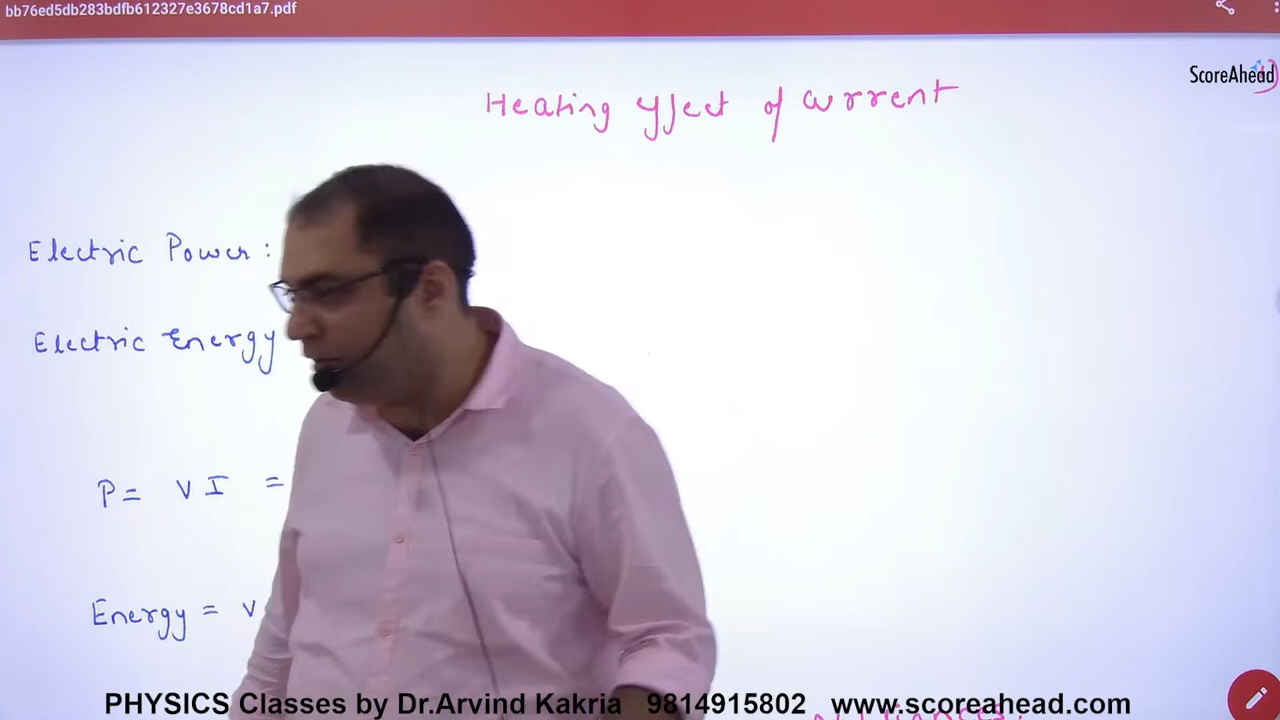 bb76ed5db283bdfb612327e3678cd1a7.pdf
ScoreAhead
Heating Effect of current
Electric Power :
Electric Energy
P = V I =
Energy = V
PHYSICS Classes by Dr.Arvind Kakria 9814915802 www.scoreahead.com